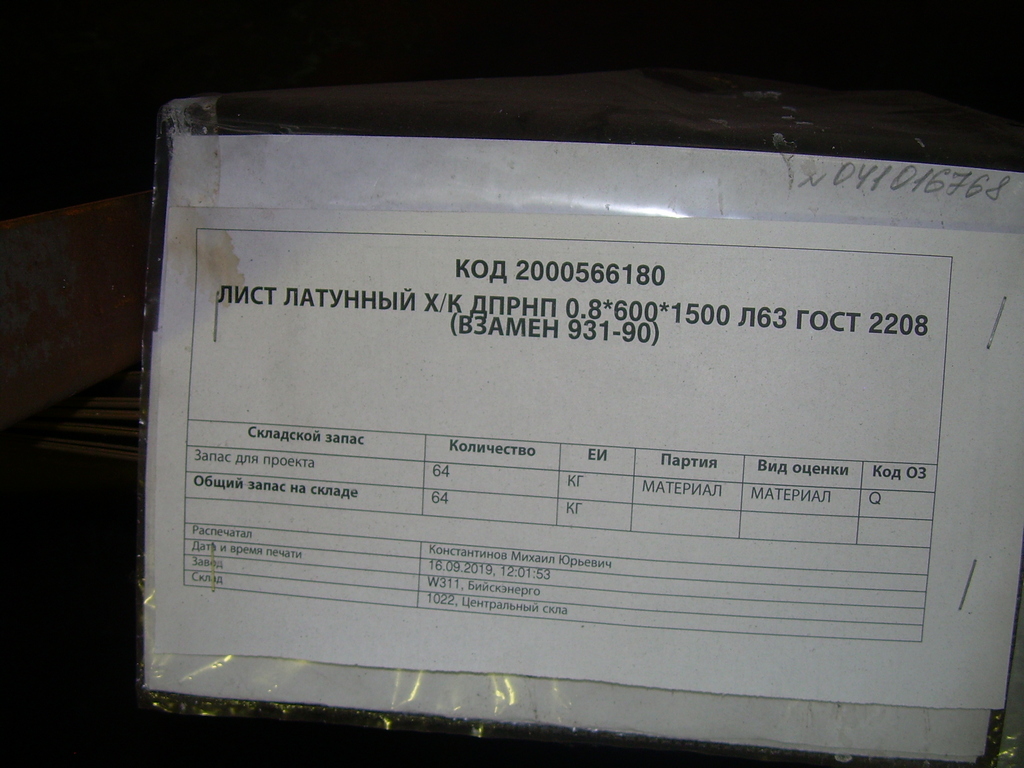 N 041016768
КОД 2000566180
ЛИСТ ЛАТУННЫЙ Х/К ДПРНП 0.8*600*1500 Л63 ГОСТ 2208
(ВЗАМЕН 931-90)
Складской запас Количество ЕИ Партия Вид оценки Код ОЗ
Запас для проекта 64 КГ МАТЕРИАЛ МАТЕРИАЛ Q
Общий запас на складе 64 КГ
Распечатал Константинов Михаил Юрьевич
Дата и время печати 16.09.2019, 12:01:53
Завод W311, Бийскэнерго
Склад 1022, Центральный скла